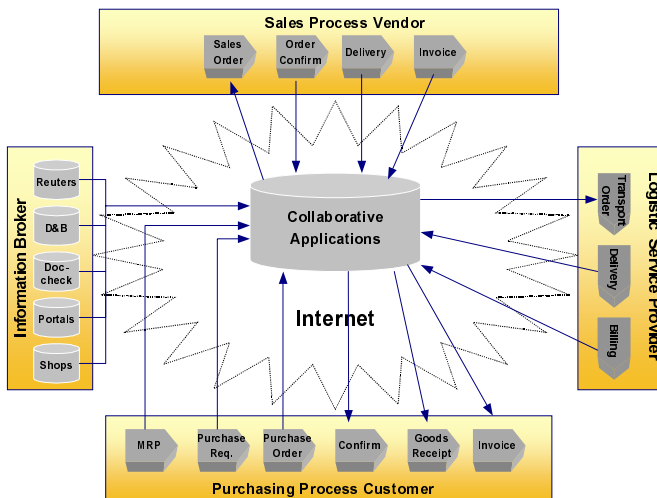 Sales Process Vendor
Sales
Order
Order
Confirm
Delivery
Invoice
Information Broker
Reuters
D&B
Doc-
check
Portals
Shops
Collaborative
Applications
Internet
Logistic Service Provider
Transport
Order
Delivery
Billing
MRP
Purchase
Req.
Purchase
Order
Confirm
Goods
Receipt
Invoice
Purchasing Process Customer